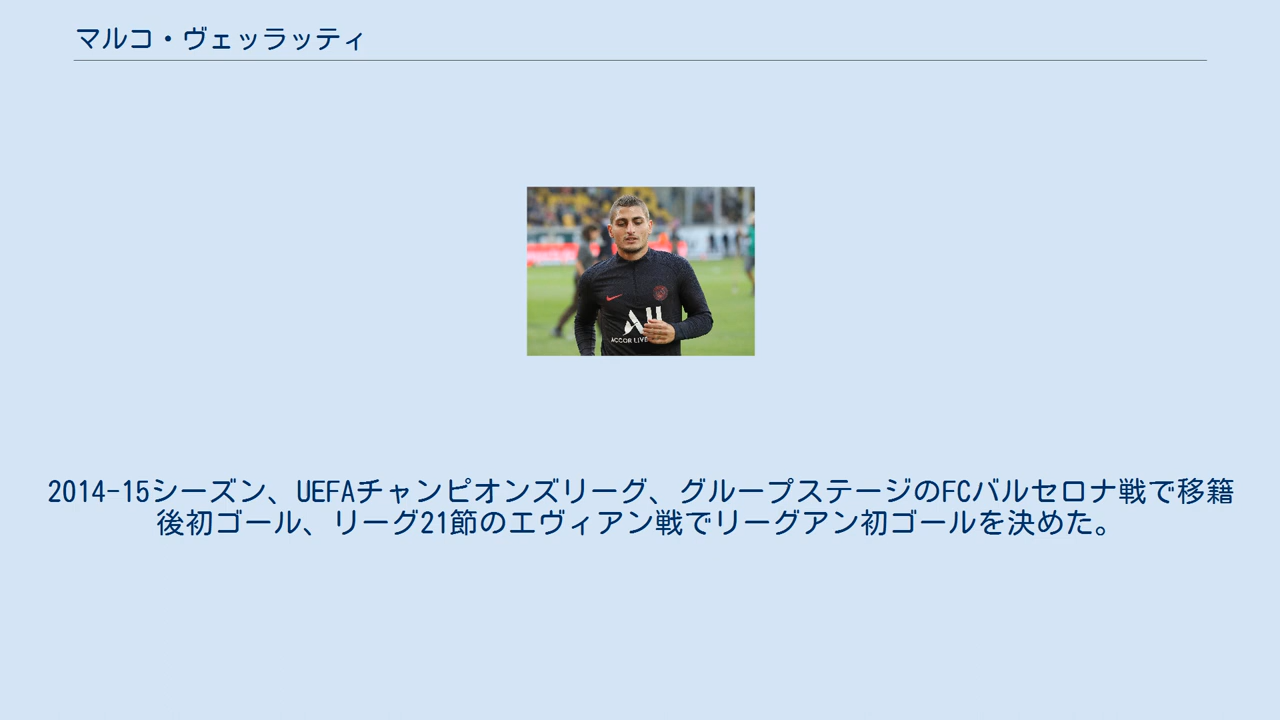 マルコ・ヴェッラッティ
ACCOR LIVE
2014-15シーズン、UEFAチャンピオンズリーグ、グループステージのFCバルセロナ戦で移籍
後初ゴール、リーグ21節のエヴィアン戦でリーグアン初ゴールを決めた。